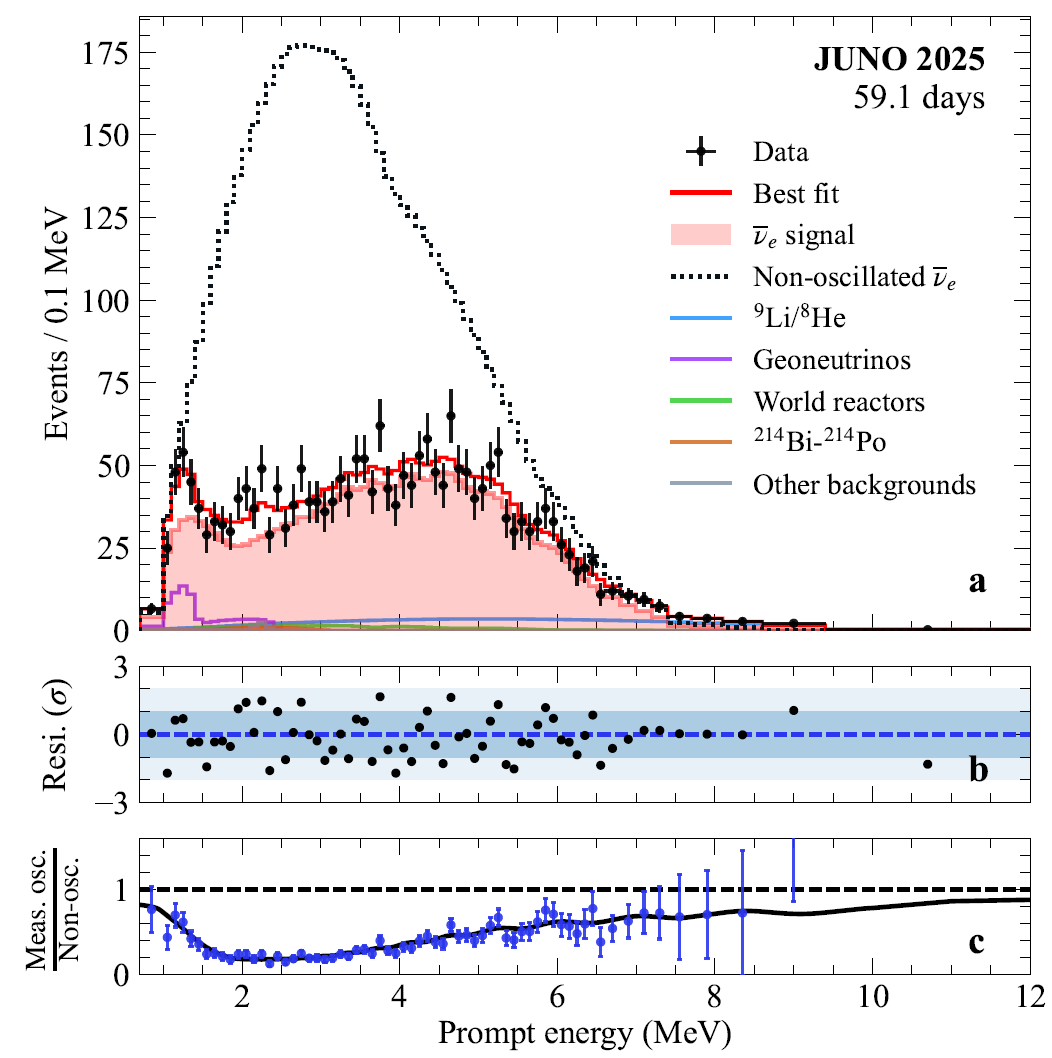 JUNO 2025
59.1 days
Data
Best fit
ν̅ₑ signal
Non-oscillated ν̅ₑ
⁹Li/⁸He
Geoneutrinos
World reactors
²¹⁴Bi-²¹⁴Po
Other backgrounds
Events / 0.1 MeV
175
150
125
100
75
50
25
0
a
Resi. (σ)
3
0
−3
b
Meas. osc.
Non-osc.
1
0
c
2 4 6 8 10 12
Prompt energy (MeV)